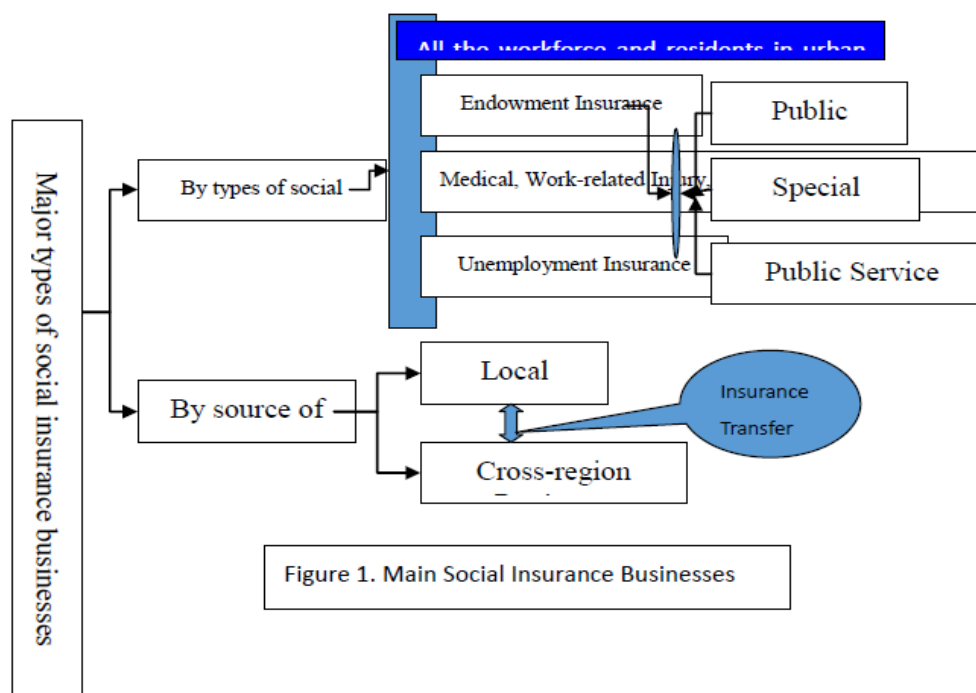 All the workforce and residents in urban
Endowment Insurance
Public
Major types of social insurance businesses
By types of social
Medical, Work-related Injury,
Special
Unemployment Insurance
Public Service
By source of
Local
Insurance
Transfer
Cross-region
Figure 1. Main Social Insurance Businesses